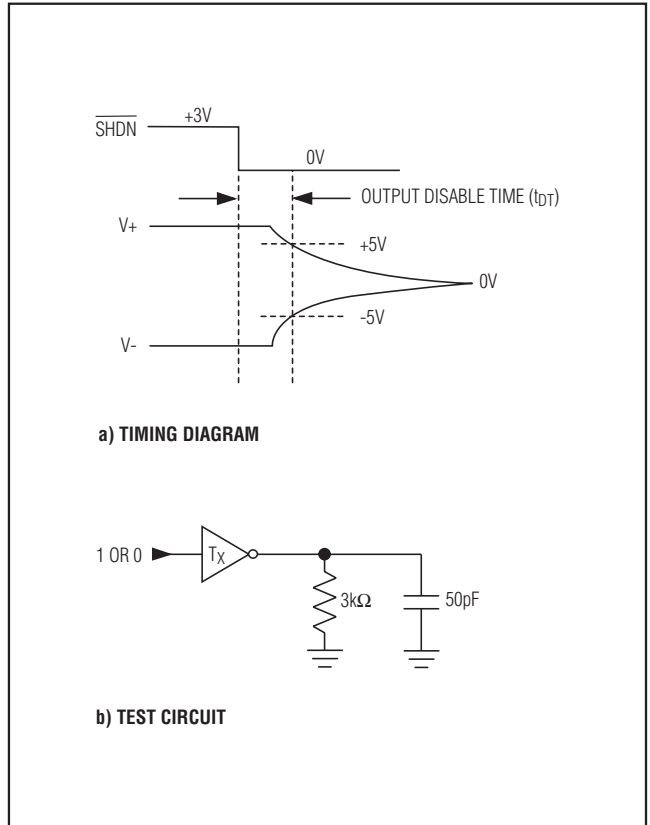 SHDN
+3V
0V
OUTPUT DISABLE TIME (tDT)
V+
+5V
0V
-5V
V-
a) TIMING DIAGRAM
1 OR 0
TX
3kΩ
50pF
b) TEST CIRCUIT